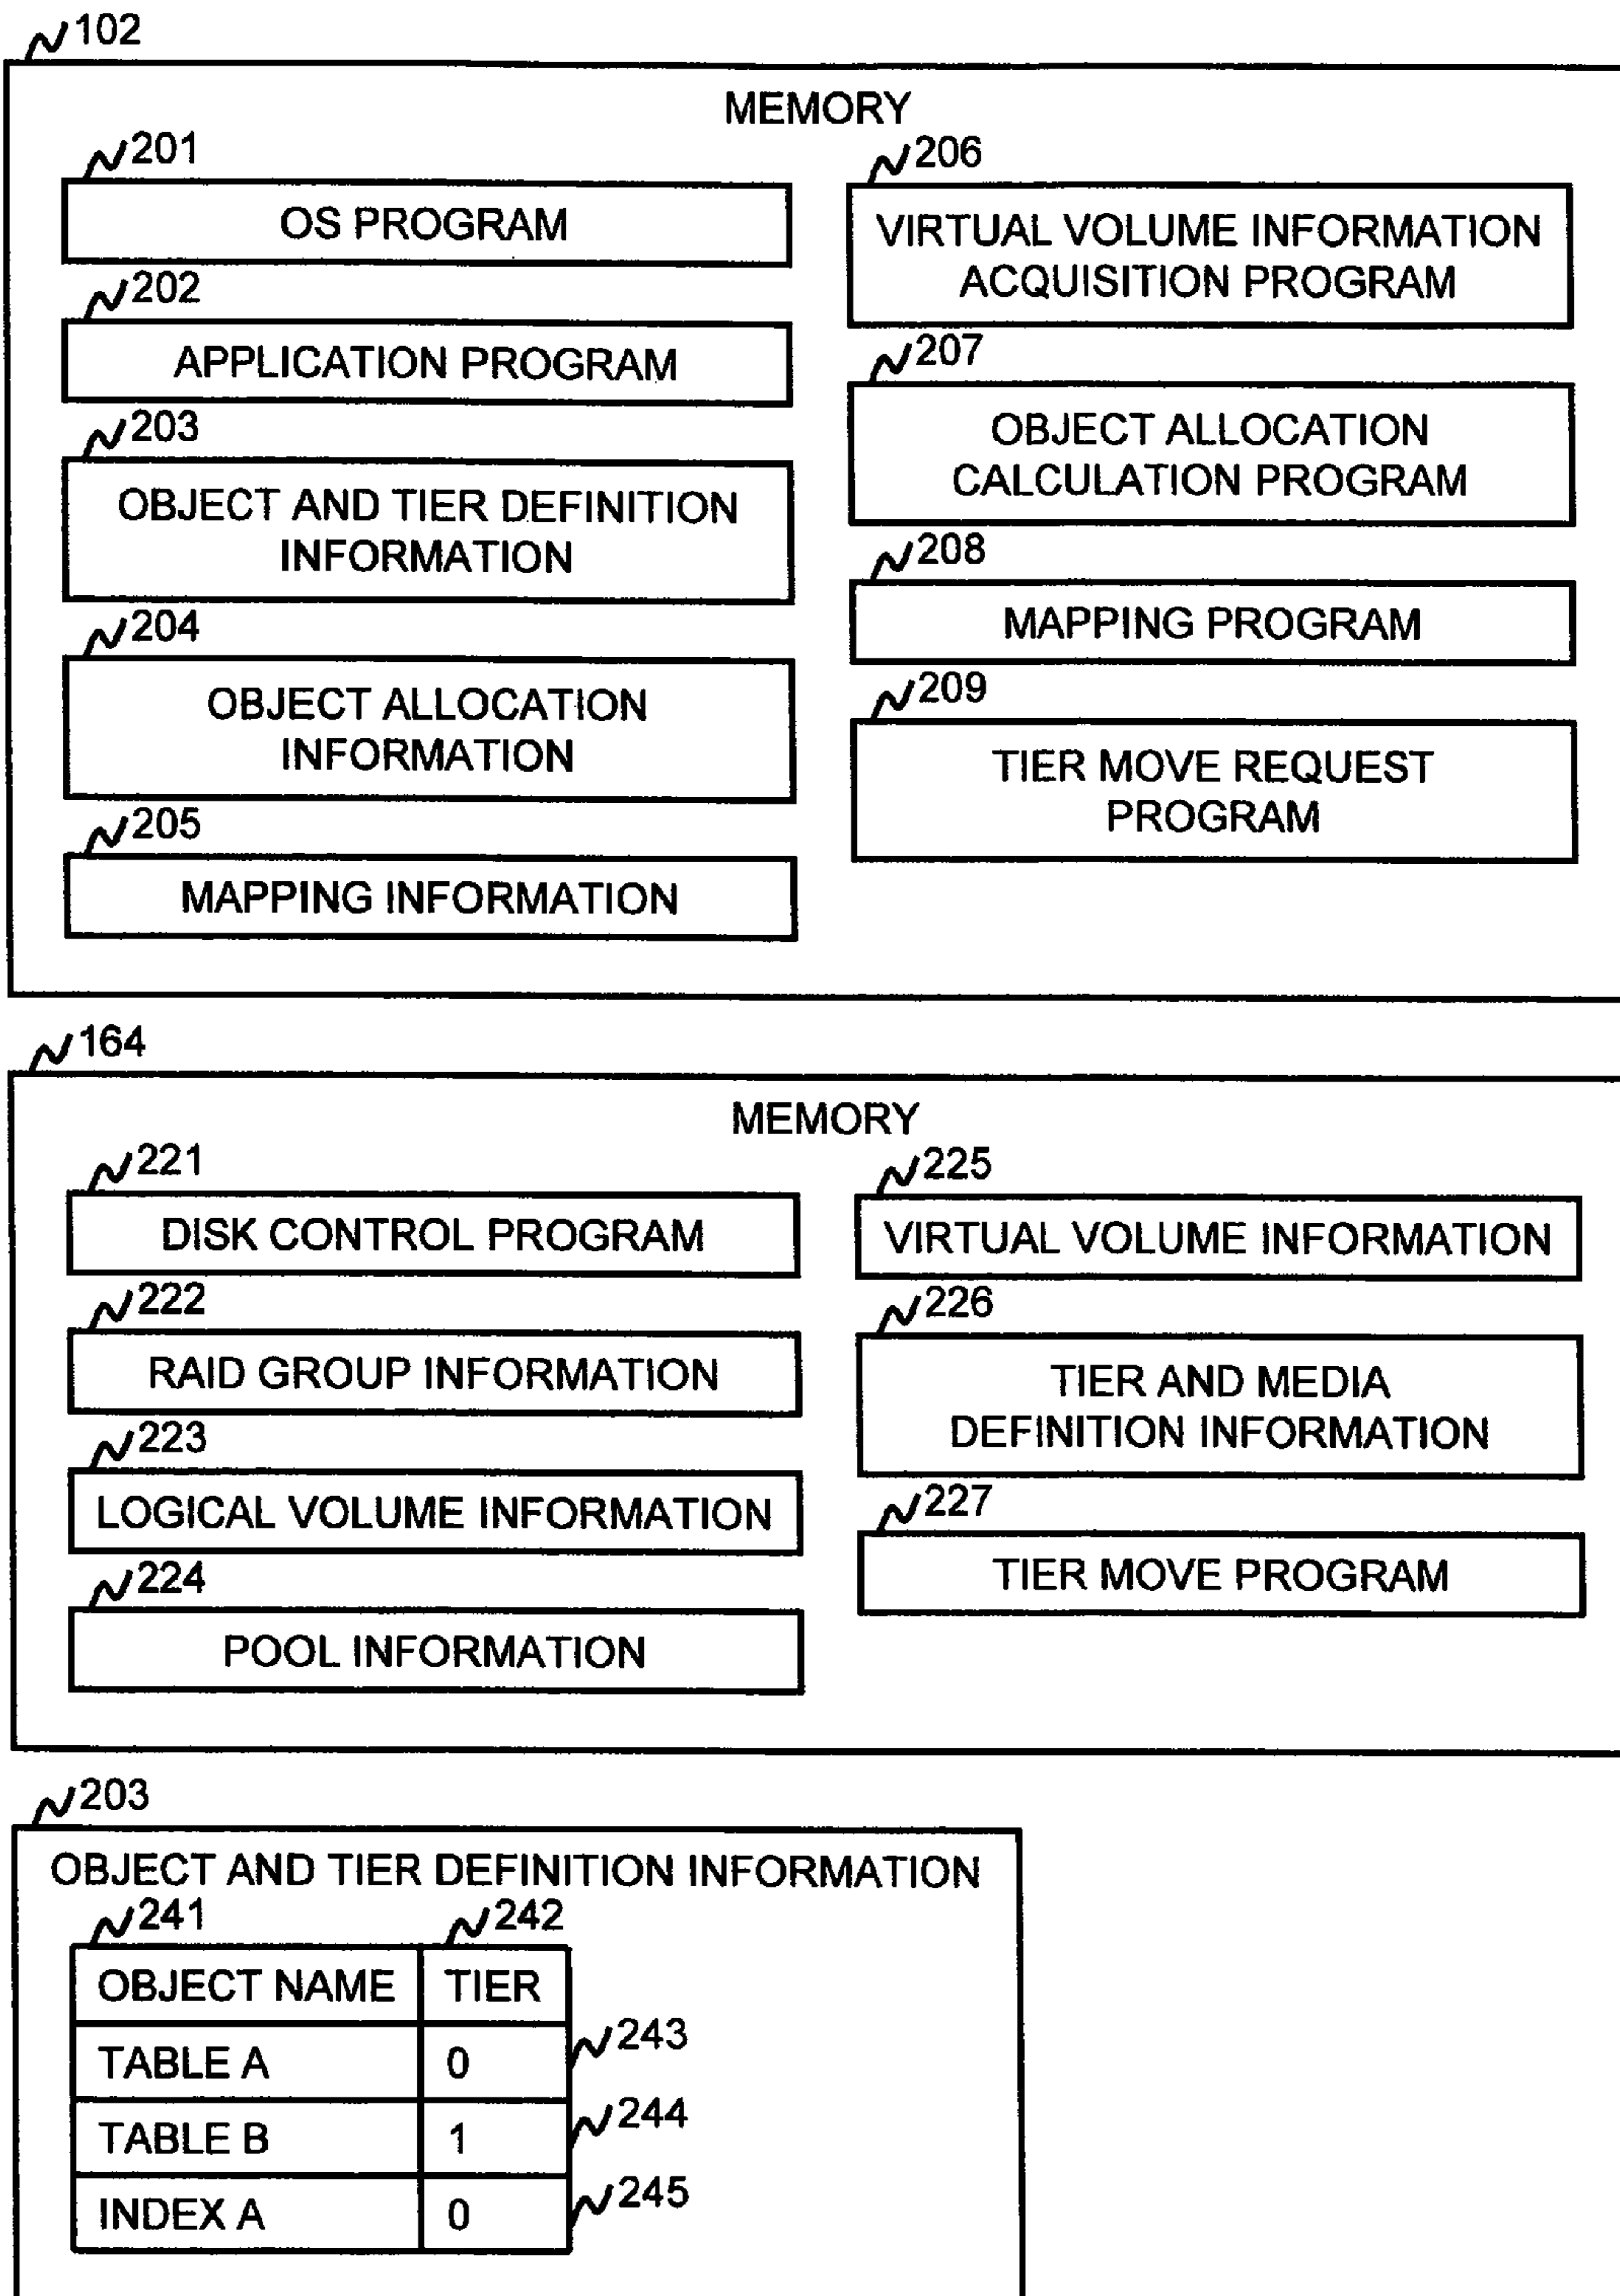 102
MEMORY
201
OS PROGRAM
202
APPLICATION PROGRAM
203
OBJECT AND TIER DEFINITION
INFORMATION
204
OBJECT ALLOCATION
INFORMATION
205
MAPPING INFORMATION
206
VIRTUAL VOLUME INFORMATION
ACQUISITION PROGRAM
207
OBJECT ALLOCATION
CALCULATION PROGRAM
208
MAPPING PROGRAM
209
TIER MOVE REQUEST
PROGRAM
164
MEMORY
221
DISK CONTROL PROGRAM
222
RAID GROUP INFORMATION
223
LOGICAL VOLUME INFORMATION
224
POOL INFORMATION
225
VIRTUAL VOLUME INFORMATION
226
TIER AND MEDIA
DEFINITION INFORMATION
227
TIER MOVE PROGRAM
203
OBJECT AND TIER DEFINITION INFORMATION
241 242
OBJECT NAME TIER
TABLE A 0 243
TABLE B 1 244
INDEX A 0 245